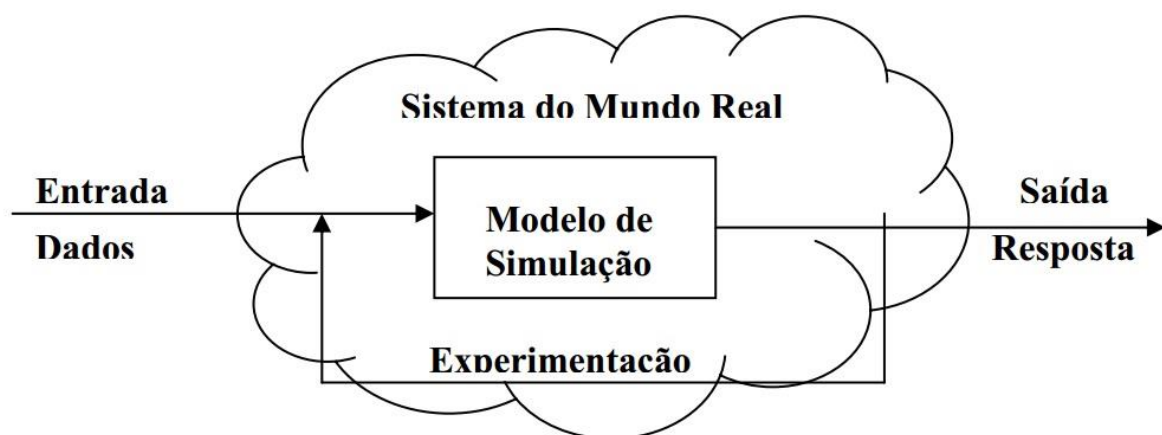 Sistema do Mundo Real
Entrada
Dados
Modelo de
Simulação
Saída
Resposta
Experimentação